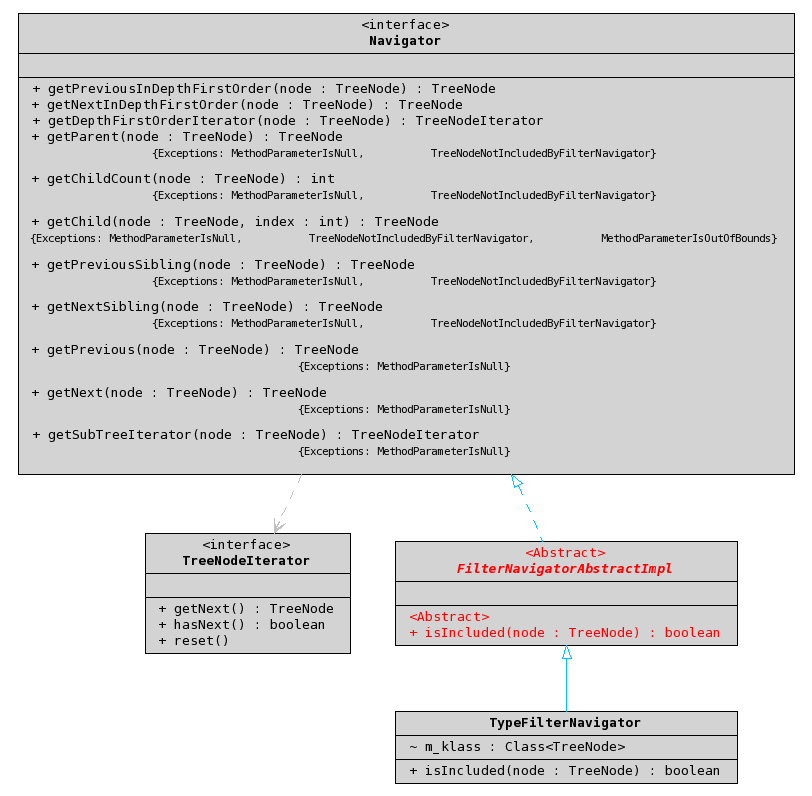 <interface>
Navigator
+ getPreviousInDepthFirstOrder(node : TreeNode) : TreeNode
+ getNextInDepthFirstOrder(node : TreeNode) : TreeNode
+ getDepthFirstOrderIterator(node : TreeNode) : TreeNodeIterator
+ getParent(node : TreeNode) : TreeNode
{Exceptions: MethodParameterIsNull, TreeNodeNotIncludedByFilterNavigator}
+ getChildCount(node : TreeNode) : int
{Exceptions: MethodParameterIsNull, TreeNodeNotIncludedByFilterNavigator}
+ getChild(node : TreeNode, index : int) : TreeNode
{Exceptions: MethodParameterIsNull, TreeNodeNotIncludedByFilterNavigator, MethodParameterIsOutOfBounds}
+ getPreviousSibling(node : TreeNode) : TreeNode
{Exceptions: MethodParameterIsNull, TreeNodeNotIncludedByFilterNavigator}
+ getNextSibling(node : TreeNode) : TreeNode
{Exceptions: MethodParameterIsNull, TreeNodeNotIncludedByFilterNavigator}
+ getPrevious(node : TreeNode) : TreeNode
{Exceptions: MethodParameterIsNull}
+ getNext(node : TreeNode) : TreeNode
{Exceptions: MethodParameterIsNull}
+ getSubTreeIterator(node : TreeNode) : TreeNodeIterator
{Exceptions: MethodParameterIsNull}
<interface>
TreeNodeIterator
+ getNext() : TreeNode
+ hasNext() : boolean
+ reset()
<Abstract>
FilterNavigatorAbstractImpl
<Abstract>
+ isIncluded(node : TreeNode) : boolean
TypeFilterNavigator
~ m_klass : Class<TreeNode>
+ isIncluded(node : TreeNode) : boolean